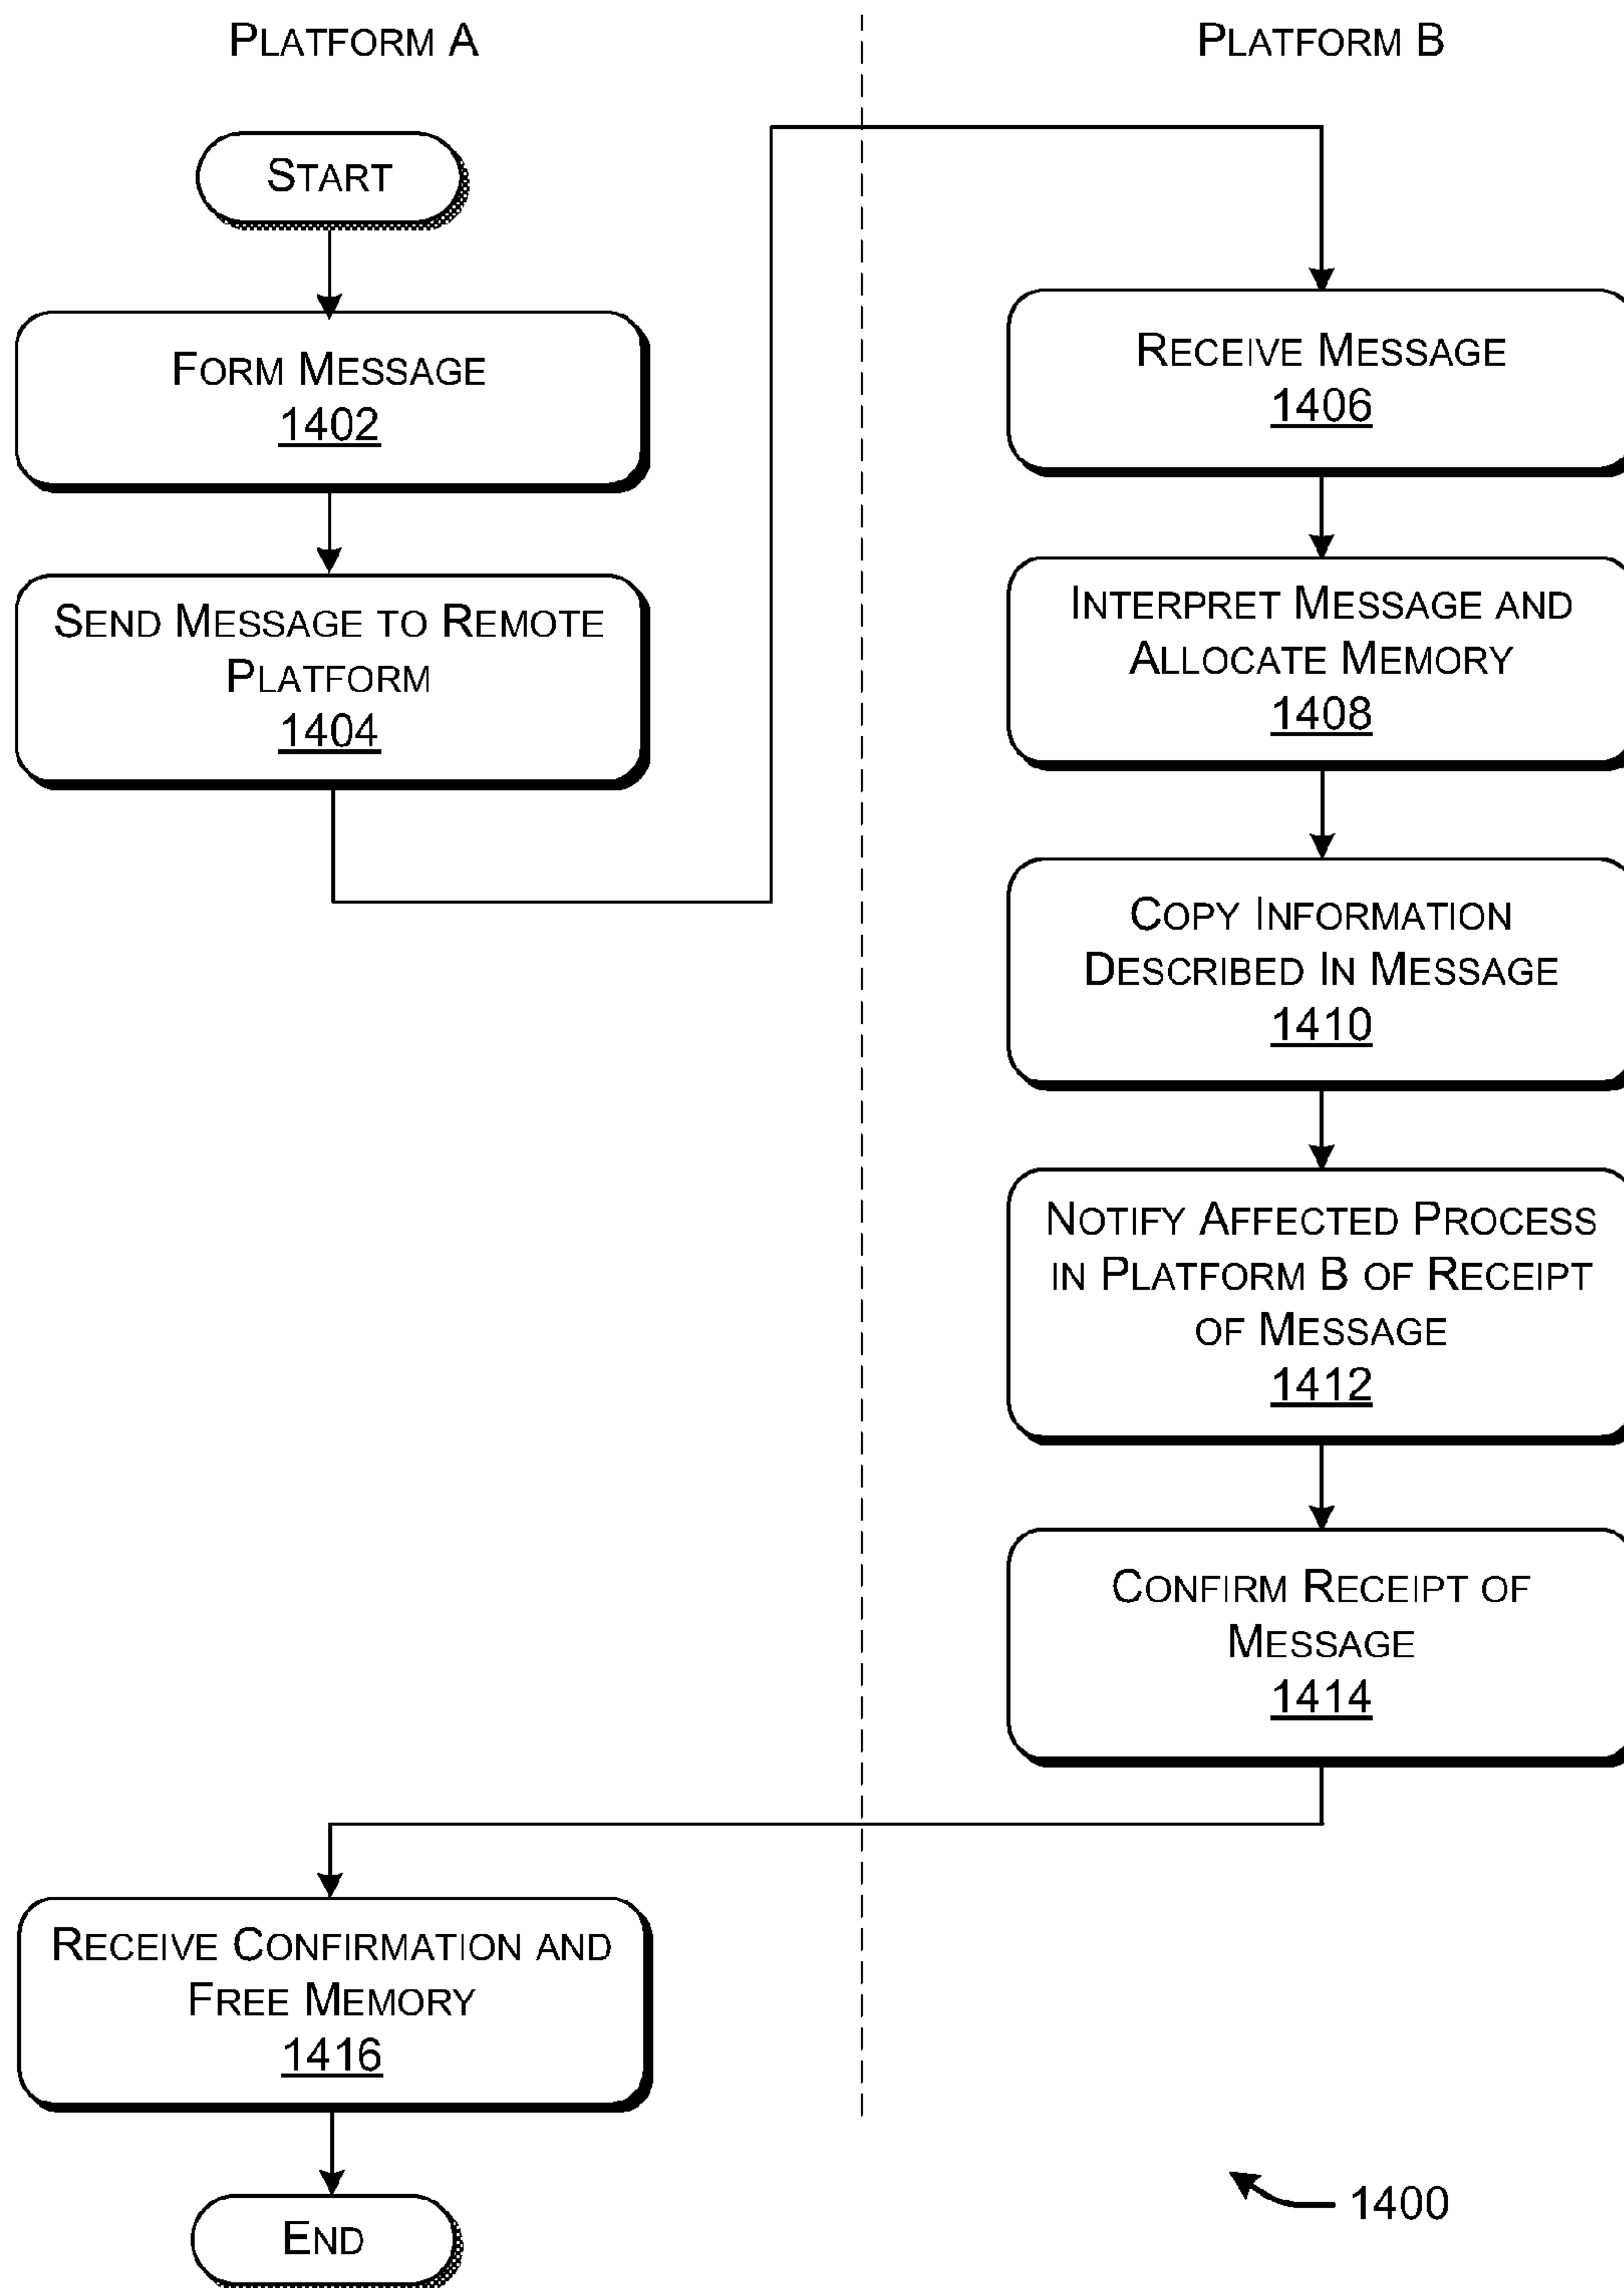 PLATFORM A
PLATFORM B
START
FORM MESSAGE
1402
SEND MESSAGE TO REMOTE
PLATFORM
1404
RECEIVE MESSAGE
1406
INTERPRET MESSAGE AND
ALLOCATE MEMORY
1408
COPY INFORMATION
DESCRIBED IN MESSAGE
1410
NOTIFY AFFECTED PROCESS
IN PLATFORM B OF RECEIPT
OF MESSAGE
1412
CONFIRM RECEIPT OF
MESSAGE
1414
RECEIVE CONFIRMATION AND
FREE MEMORY
1416
END
1400